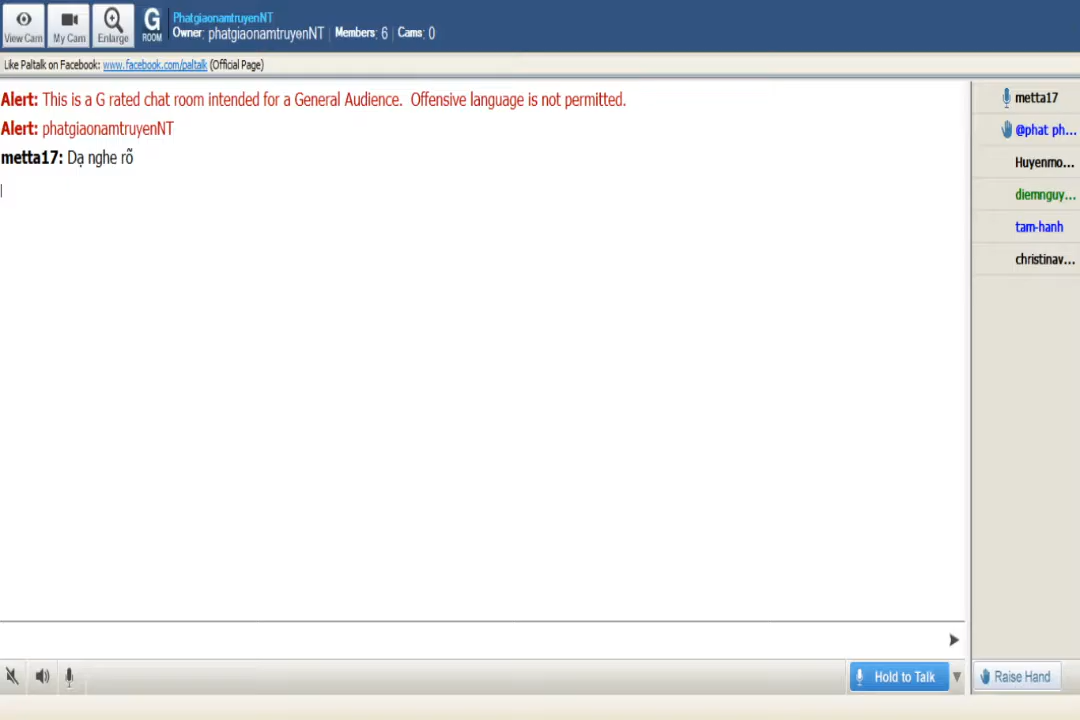 PhatgiaonamtruyenNT
Owner: phatgiaonamtruyenNT | Members: 6 | Cams: 0
View Cam
My Cam
Enlarge
G
ROOM
Like Paltalk on Facebook: www.facebook.com/paltalk (Official Page)
Alert: This is a G rated chat room intended for a General Audience. Offensive language is not permitted.
Alert: phatgiaonamtruyenNT
metta17: Dạ nghe rõ
metta17
@phat ph...
Huyenmo...
diemnguy...
tam-hanh
christinav...
Hold to Talk
Raise Hand